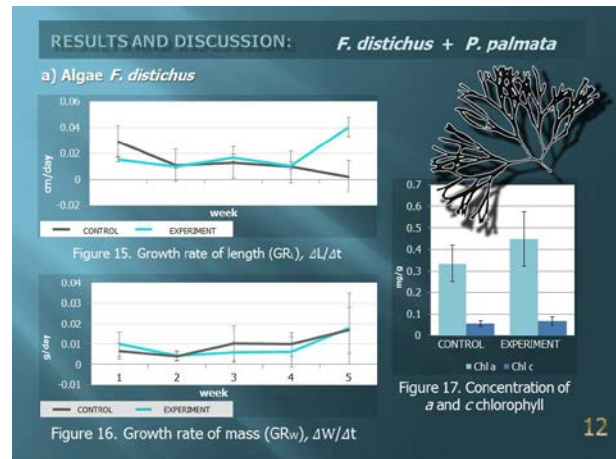 RESULTS AND DISCUSSION: F. distichus + P. palmata
a) Algae F. distichus
0.06
0.04
0.02
0
-0.02
cm/day
week
CONTROL EXPERIMENT
Figure 15. Growth rate of length (GRL), ΔL/Δt
0.04
0.03
0.02
0.01
0
-0.01
g/day
1 2 3 4 5
week
CONTROL EXPERIMENT
Figure 16. Growth rate of mass (GRW), ΔW/Δt
0.7
0.6
0.5
0.4
0.3
0.2
0.1
0
mg/g
CONTROL EXPERIMENT
Chl a Chl c
Figure 17. Concentration of
a and c chlorophyll
12